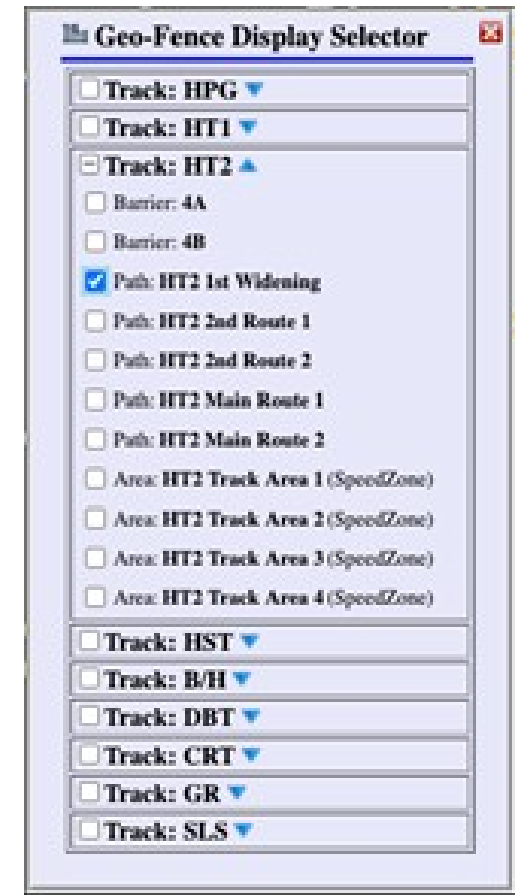 Geo-Fence Display Selector
Track: HPG
Track: HT1
Track: HT2
Barrier: 4A
Barrier: 4B
Path: HT2 1st Widening
Path: HT2 2nd Route 1
Path: HT2 2nd Route 2
Path: HT2 Main Route 1
Path: HT2 Main Route 2
Area: HT2 Track Area 1 (SpeedZone)
Area: HT2 Track Area 2 (SpeedZone)
Area: HT2 Track Area 3 (SpeedZone)
Area: HT2 Track Area 4 (SpeedZone)
Track: HST
Track: B/H
Track: DBT
Track: CRT
Track: GR
Track: SLS